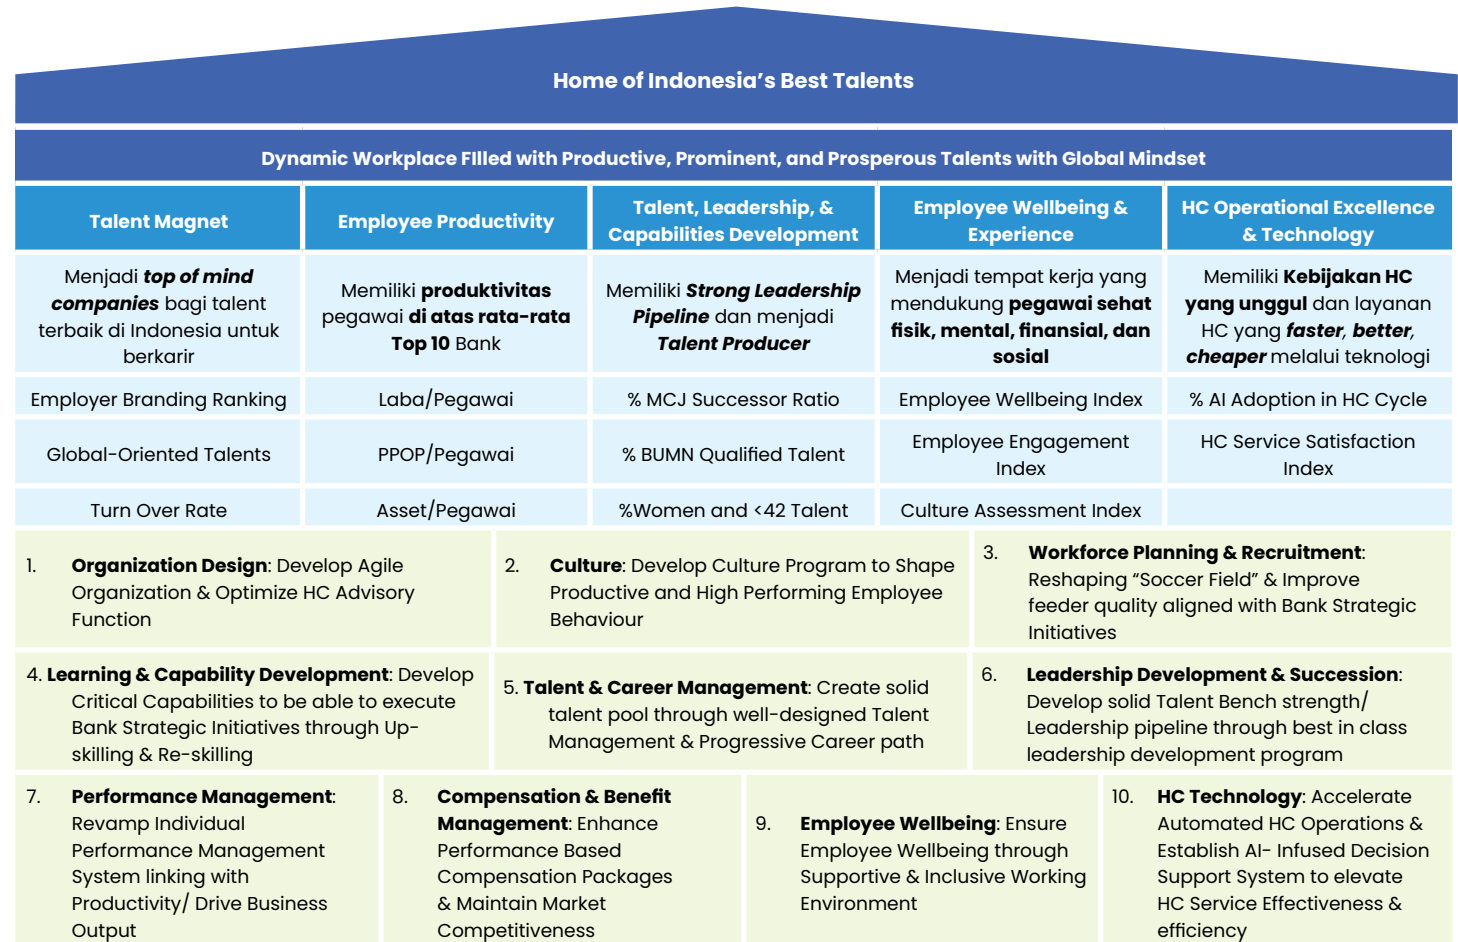 Home of Indonesia’s Best Talents
Dynamic Workplace FIlled with Productive, Prominent, and Prosperous Talents with Global Mindset
Talent Magnet
Employee Productivity
Talent, Leadership, &
Capabilities Development
Employee Wellbeing &
Experience
HC Operational Excellence
& Technology
Menjadi top of mind
companies bagi talent
terbaik di Indonesia untuk
berkarir
Memiliki produktivitas
pegawai di atas rata-rata
Top 10 Bank
Memiliki Strong Leadership
Pipeline dan menjadi
Talent Producer
Menjadi tempat kerja yang
mendukung pegawai sehat
fisik, mental, finansial, dan
sosial
Memiliki Kebijakan HC
yang unggul dan layanan
HC yang faster, better,
cheaper melalui teknologi
Employer Branding Ranking
Laba/Pegawai
% MCJ Successor Ratio
Employee Wellbeing Index
% AI Adoption in HC Cycle
Global-Oriented Talents
PPOP/Pegawai
% BUMN Qualified Talent
Employee Engagement
Index
HC Service Satisfaction
Index
Turn Over Rate
Asset/Pegawai
%Women and <42 Talent
Culture Assessment Index
1. Organization Design: Develop Agile
Organization & Optimize HC Advisory
Function
2. Culture: Develop Culture Program to Shape
Productive and High Performing Employee
Behaviour
3. Workforce Planning & Recruitment:
Reshaping “Soccer Field” & Improve
feeder quality aligned with Bank Strategic
Initiatives
4. Learning & Capability Development: Develop
Critical Capabilities to be able to execute
Bank Strategic Initiatives through Up-
skilling & Re-skilling
5. Talent & Career Management: Create solid
talent pool through well-designed Talent
Management & Progressive Career path
6. Leadership Development & Succession:
Develop solid Talent Bench strength/
Leadership pipeline through best in class
leadership development program
7. Performance Management:
Revamp Individual
Performance Management
System linking with
Productivity/ Drive Business
Output
8. Compensation & Benefit
Management: Enhance
Performance Based
Compensation Packages
& Maintain Market
Competitiveness
9. Employee Wellbeing: Ensure
Employee Wellbeing through
Supportive & Inclusive Working
Environment
10. HC Technology: Accelerate
Automated HC Operations &
Establish AI- Infused Decision
Support System to elevate
HC Service Effectiveness &
efficiency